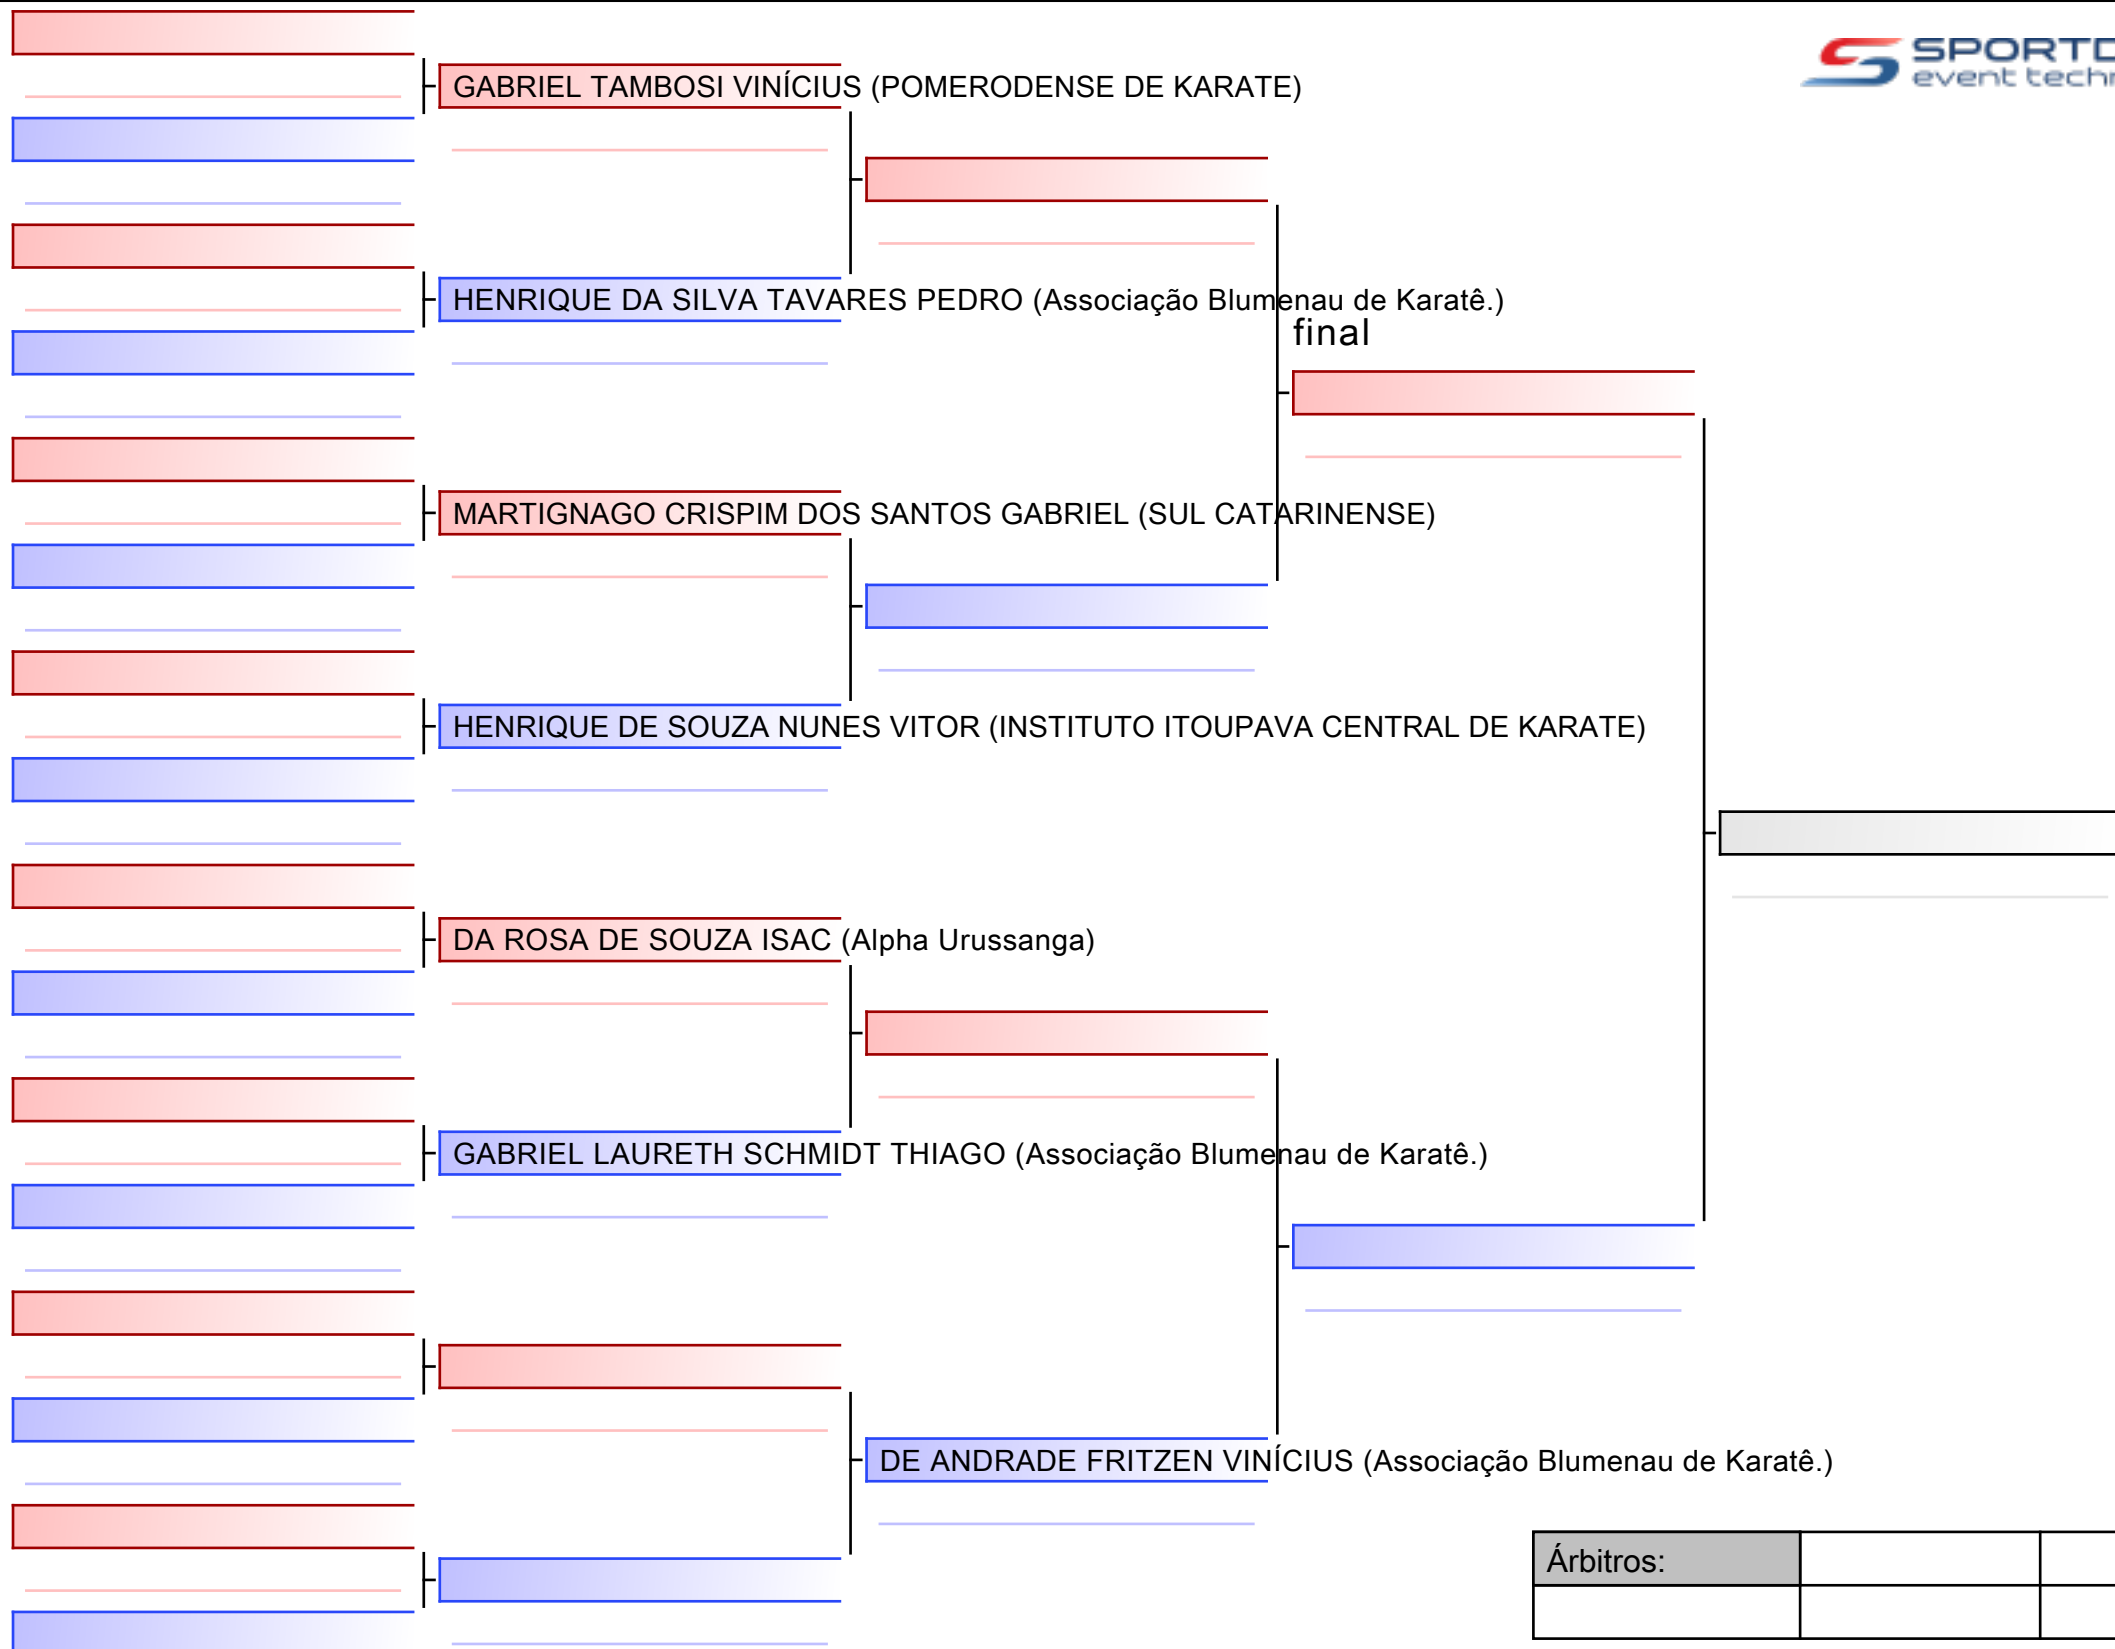 SPORTD
event techn
GABRIEL TAMBOSI VINÍCIUS (POMERODENSE DE KARATE)
HENRIQUE DA SILVA TAVARES PEDRO (Associação Blumenau de Karatê.)
final
MARTIGNAGO CRISPIM DOS SANTOS GABRIEL (SUL CATARINENSE)
HENRIQUE DE SOUZA NUNES VITOR (INSTITUTO ITOUPAVA CENTRAL DE KARATE)
DA ROSA DE SOUZA ISAC (Alpha Urussanga)
GABRIEL LAURETH SCHMIDT THIAGO (Associação Blumenau de Karatê.)
DE ANDRADE FRITZEN VINÍCIUS (Associação Blumenau de Karatê.)
Árbitros: